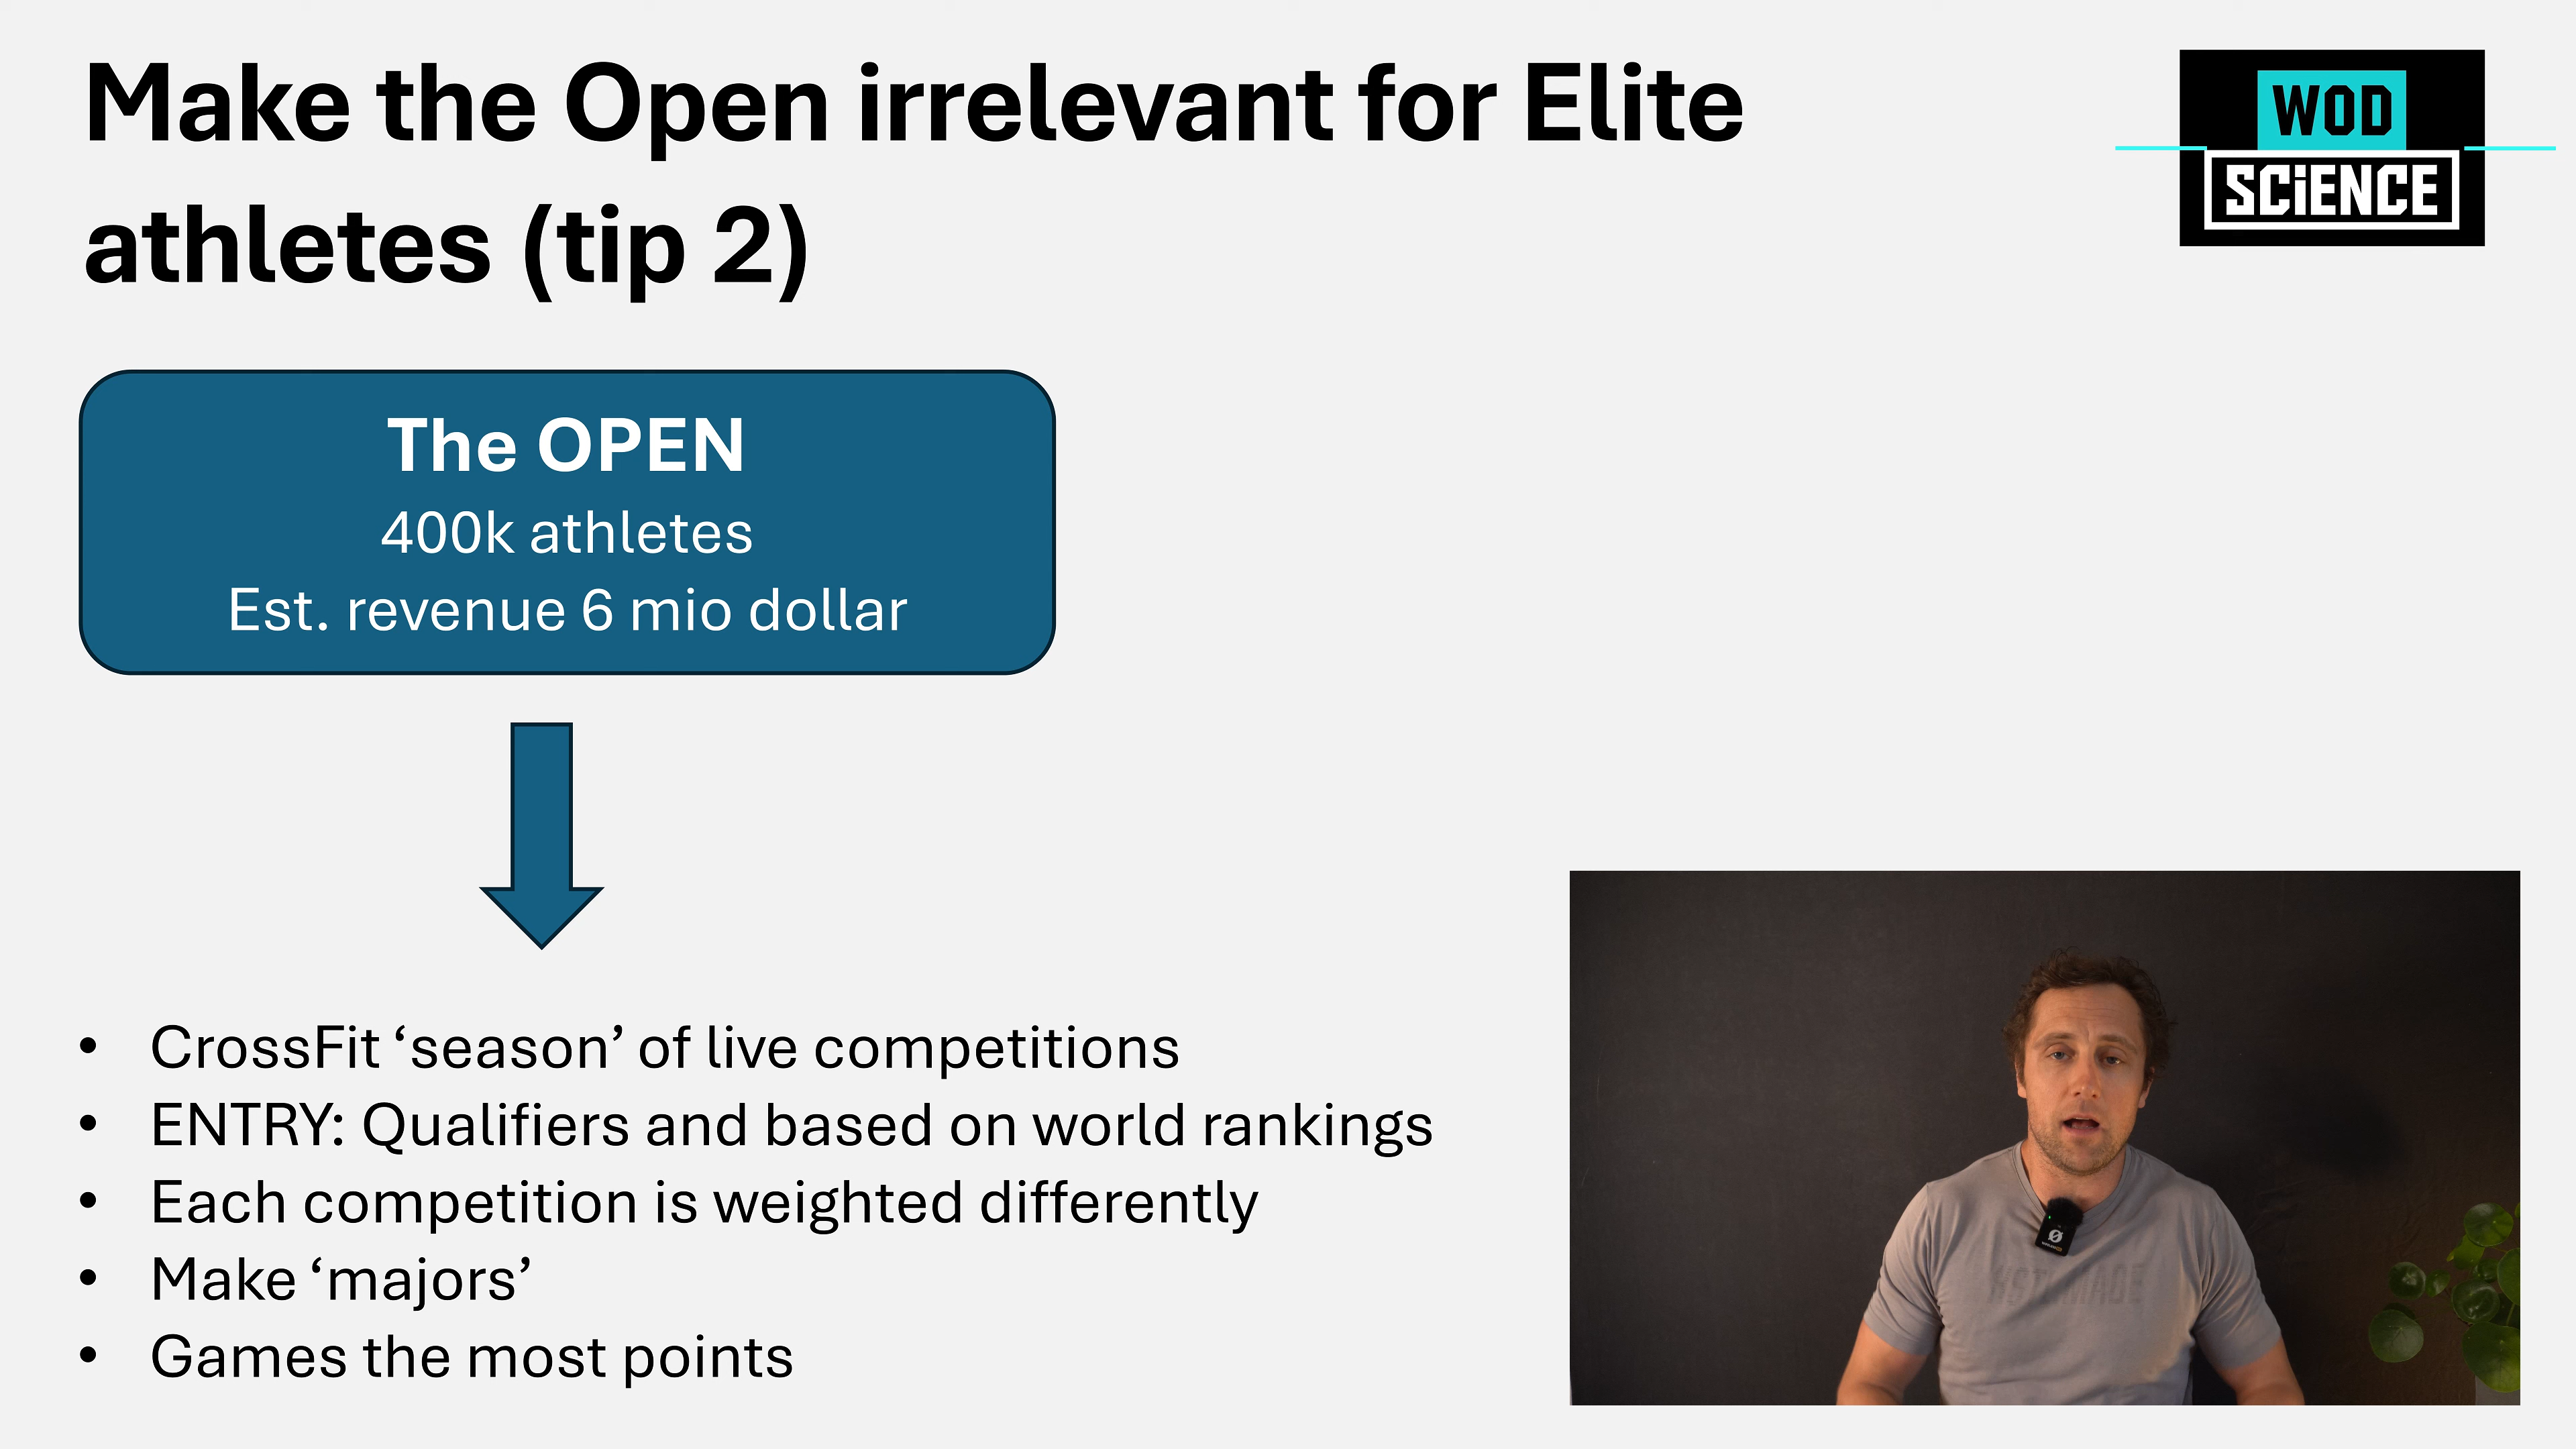 Make the Open irrelevant for Elite
athletes (tip 2)
WOD
SCiENCE
The OPEN
400k athletes
Est. revenue 6 mio dollar
• CrossFit ‘season’ of live competitions
• ENTRY: Qualifiers and based on world rankings
• Each competition is weighted differently
• Make ‘majors’
• Games the most points